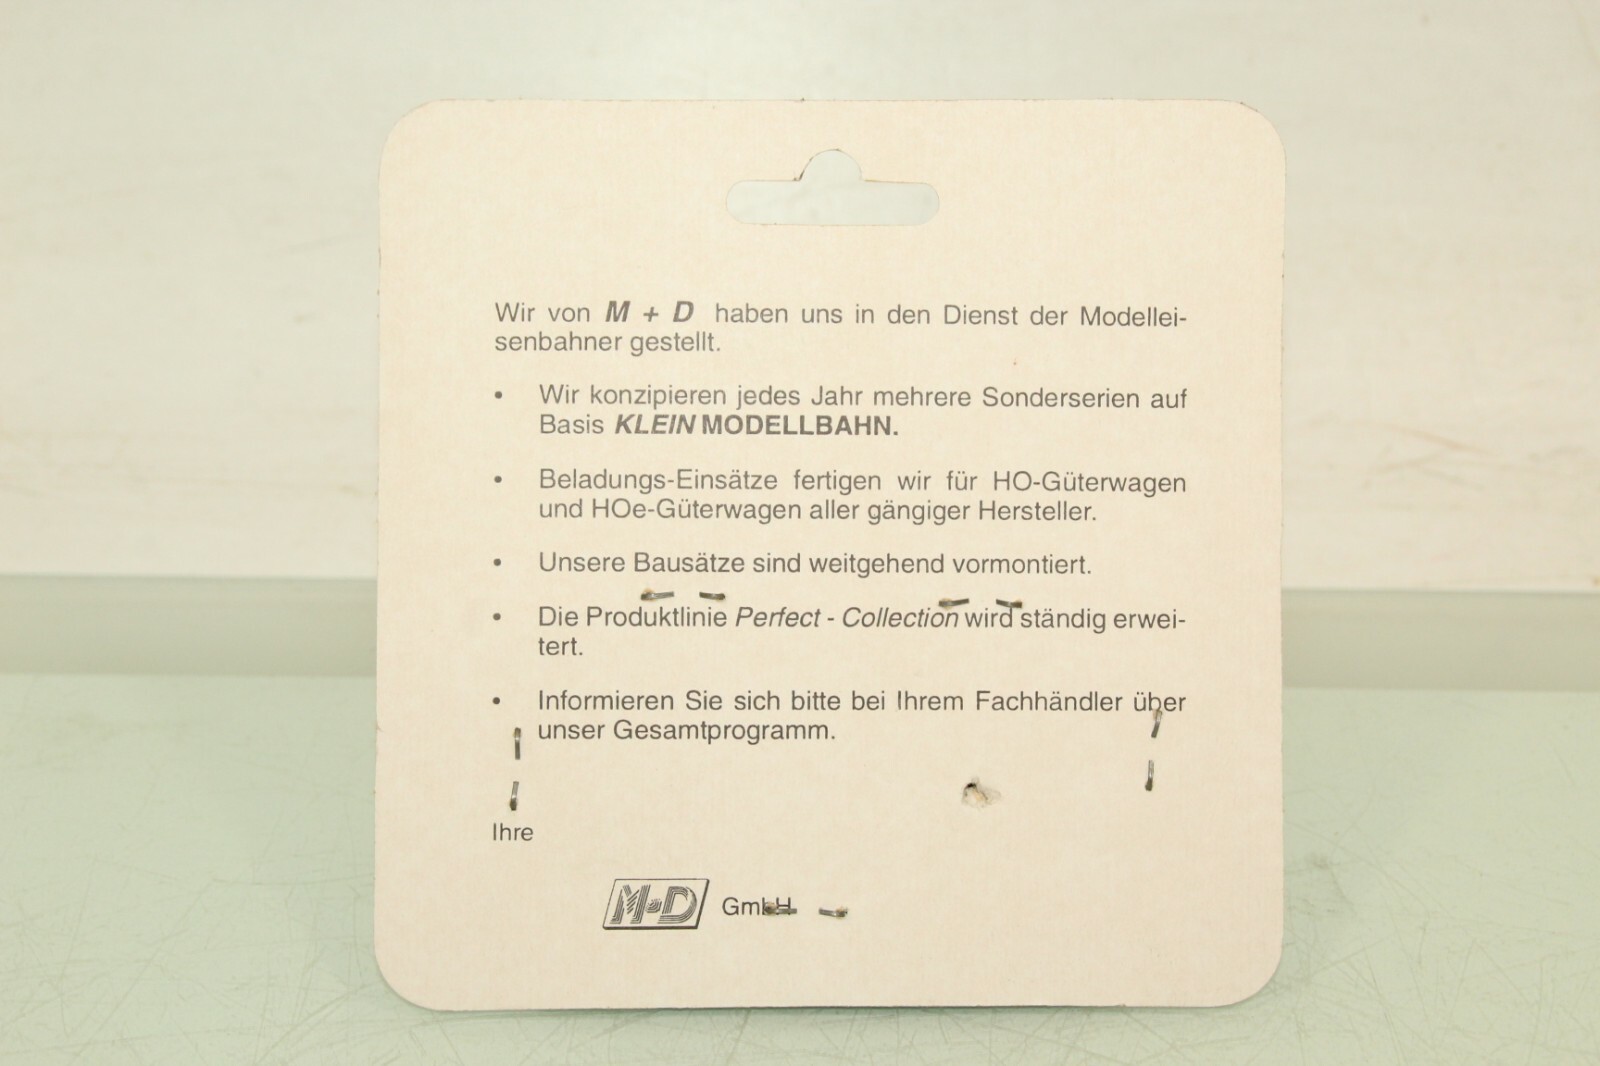 Wir von M + D haben uns in den Dienst der Modellei-
senbahner gestellt.
• Wir konzipieren jedes Jahr mehrere Sonderserien auf
Basis KLEIN MODELLBAHN.
• Beladungs-Einsätze fertigen wir für HO-Güterwagen
und HOe-Güterwagen aller gängiger Hersteller.
• Unsere Bausätze sind weitgehend vormontiert.
• Die Produktlinie Perfect - Collection wird ständig erwei-
tert.
• Informieren Sie sich bitte bei Ihrem Fachhändler über
unser Gesamtprogramm.
Ihre
M+D GmbH